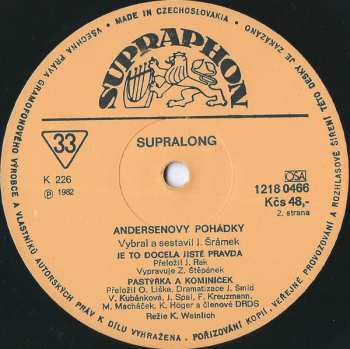 MADE IN CZECHOSLOVAKIA • VŠECHNA PRÁVA GRAMOFONOVÉHO VÝROBCE A VLASTNÍKŮ AUTORSKÝCH PRÁV K DÍLU VYHRAŽENA. POŘIZOVÁNÍ KOPIÍ, VEŘEJNÉ PROVOZOVÁNÍ A ROZHLASOVÉ ŠÍŘENÍ TÉTO DESKY JE ZAKÁZÁNO •
SUPRAPHON
SUPRALONG
33
K 226
℗ 1982
OSA
1218 0466
Kčs 48,-
2. strana
ANDERSENOVY POHÁDKY
Vybral a sestavil J. Šrámek
JE TO DOCELA JISTĚ PRAVDA
Přeložil J. Rak
Vypravuje Z. Štěpánek
PASTÝŘKA A KOMINÍČEK
Přeložil O. Liška, Dramatizace J. Šmíd
V. Kubánková, J. Spal, F. Kreuzmann,
M. Macháček, K. Höger a členové DRDS
Režie K. Weinlich